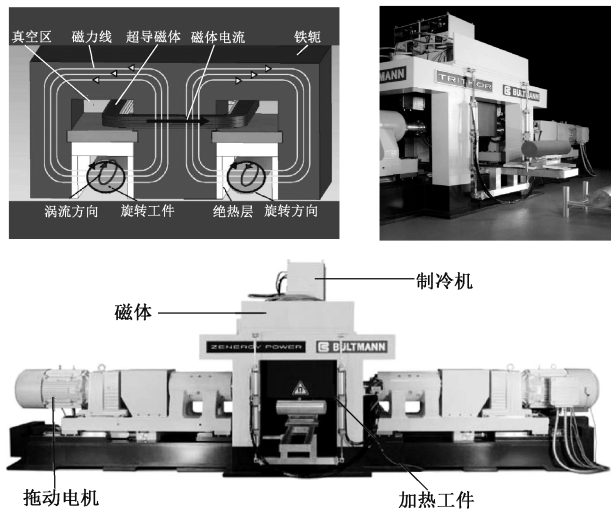 真空区 磁力线 超导磁体 磁体电流 铁轭
涡流方向 旋转工件 绝热层 旋转方向
BULTMANN
制冷机
磁体
ZENERGY POWER BULTMANN
拖动电机
加热工件